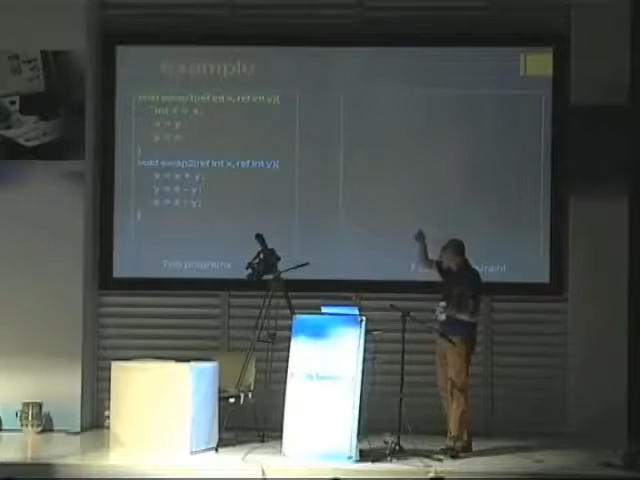 example
void swap1(ref int x, ref int y){
int z = x;
x = y;
y = z;
}
void swap2(ref int x, ref int y){
x = x + y;
y = x - y;
x = x - y;
}
Two programs